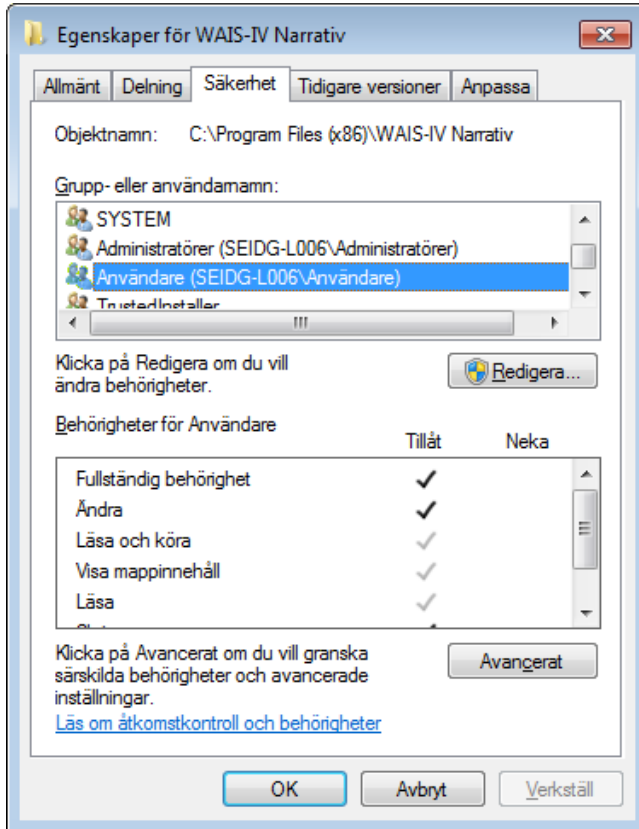 Egenskaper för WAIS-IV Narrativ
Allmänt Delning Säkerhet Tidigare versioner Anpassa
Objektnamn: C:\Program Files (x86)\WAIS-IV Narrativ
Grupp- eller användarnamn:
SYSTEM
Administratörer (SEIDG-L006\Administratörer)
Användare (SEIDG-L006\Användare)
TrustedInstaller
Klicka på Redigera om du vill
ändra behörigheter.
Redigera...
Behörigheter för Användare
Tillåt Neka
Fullständig behörighet
Ändra
Läsa och köra
Visa mappinnehåll
Läsa
Klicka på Avancerat om du vill granska
särskilda behörigheter och avancerade
inställningar.
Avancerat
Läs om åtkomstkontroll och behörigheter
OK Avbryt Verkställ